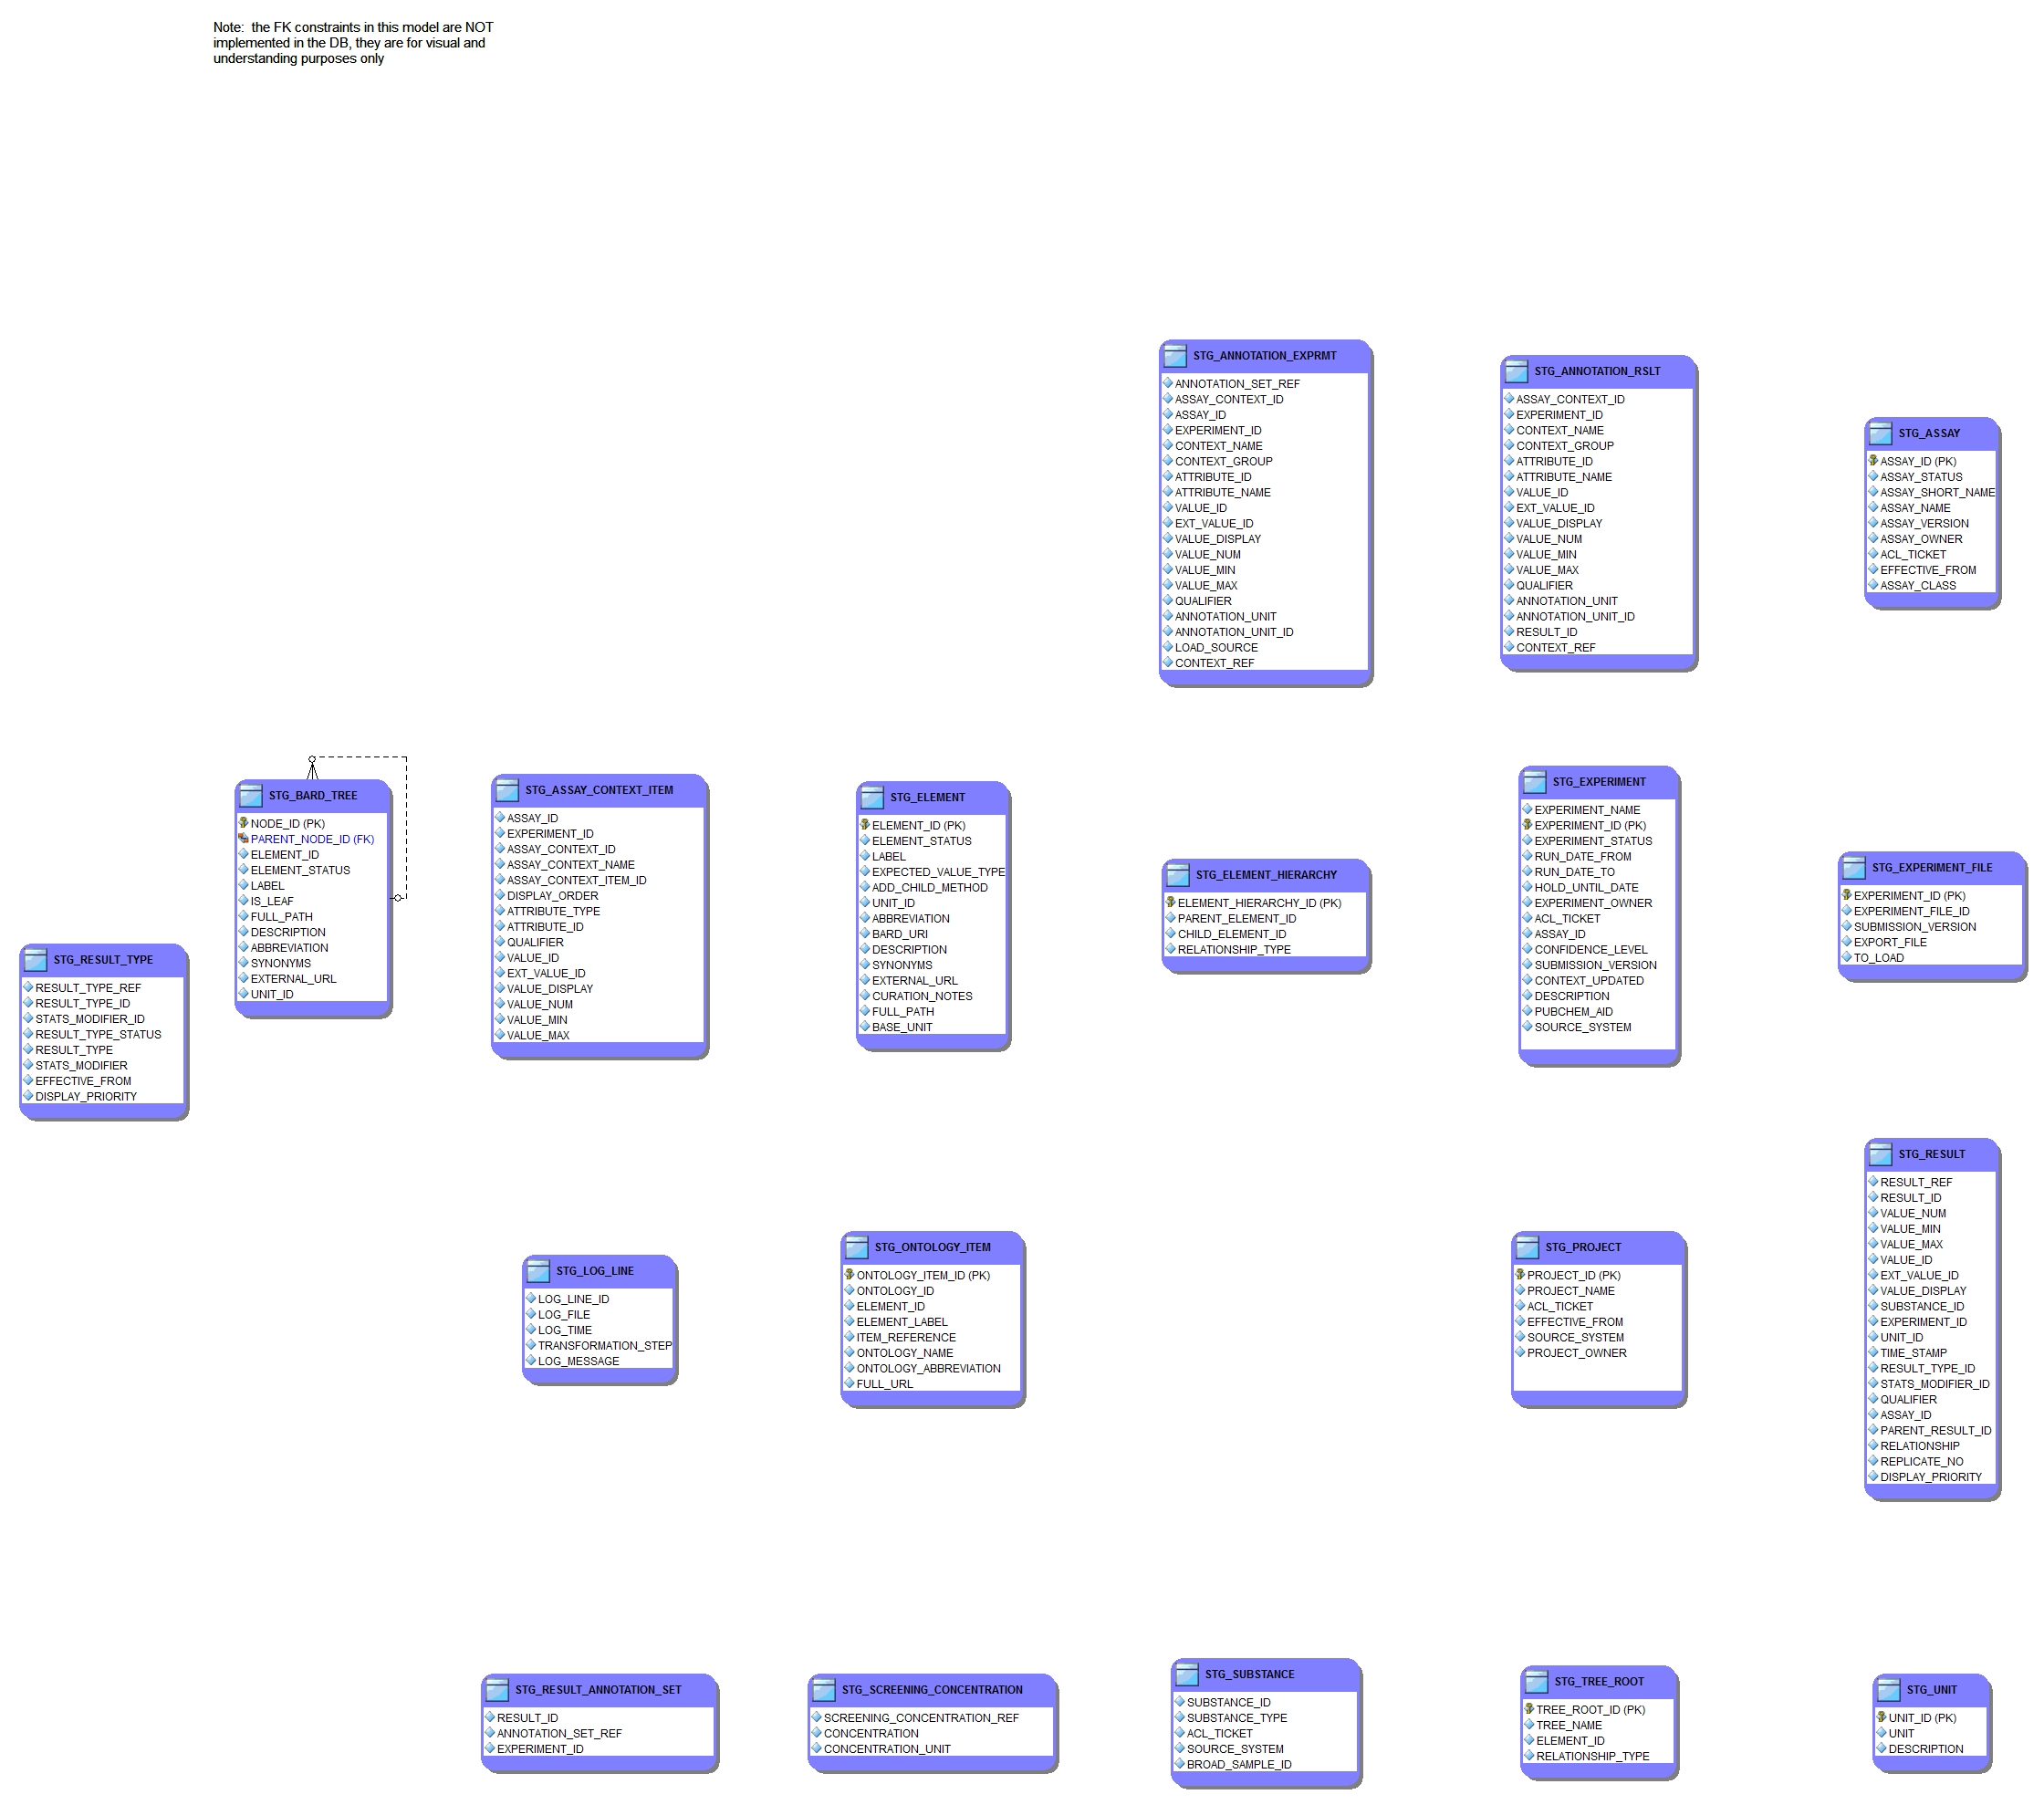 Note:  the FK constraints in this model are NOT
implemented in the DB, they are for visual and
understanding purposes only
STG_ANNOTATION_EXPRMT
ANNOTATION_SET_REF
ASSAY_CONTEXT_ID
ASSAY_ID
EXPERIMENT_ID
CONTEXT_NAME
CONTEXT_GROUP
ATTRIBUTE_ID
ATTRIBUTE_NAME
VALUE_ID
EXT_VALUE_ID
VALUE_DISPLAY
VALUE_NUM
VALUE_MIN
VALUE_MAX
QUALIFIER
ANNOTATION_UNIT
ANNOTATION_UNIT_ID
LOAD_SOURCE
CONTEXT_REF
STG_ANNOTATION_RSLT
ASSAY_CONTEXT_ID
EXPERIMENT_ID
CONTEXT_NAME
CONTEXT_GROUP
ATTRIBUTE_ID
ATTRIBUTE_NAME
VALUE_ID
EXT_VALUE_ID
VALUE_DISPLAY
VALUE_NUM
VALUE_MIN
VALUE_MAX
QUALIFIER
ANNOTATION_UNIT
ANNOTATION_UNIT_ID
RESULT_ID
CONTEXT_REF
STG_ASSAY
ASSAY_ID (PK)
ASSAY_STATUS
ASSAY_SHORT_NAME
ASSAY_NAME
ASSAY_VERSION
ASSAY_OWNER
ACL_TICKET
EFFECTIVE_FROM
ASSAY_CLASS
STG_RESULT_TYPE
RESULT_TYPE_REF
RESULT_TYPE_ID
STATS_MODIFIER_ID
RESULT_TYPE_STATUS
RESULT_TYPE
STATS_MODIFIER
EFFECTIVE_FROM
DISPLAY_PRIORITY
STG_BARD_TREE
NODE_ID (PK)
PARENT_NODE_ID (FK)
ELEMENT_ID
ELEMENT_STATUS
LABEL
IS_LEAF
FULL_PATH
DESCRIPTION
ABBREVIATION
SYNONYMS
EXTERNAL_URL
UNIT_ID
STG_ASSAY_CONTEXT_ITEM
ASSAY_ID
EXPERIMENT_ID
ASSAY_CONTEXT_ID
ASSAY_CONTEXT_NAME
ASSAY_CONTEXT_ITEM_ID
DISPLAY_ORDER
ATTRIBUTE_TYPE
ATTRIBUTE_ID
QUALIFIER
VALUE_ID
EXT_VALUE_ID
VALUE_DISPLAY
VALUE_NUM
VALUE_MIN
VALUE_MAX
STG_ELEMENT
ELEMENT_ID (PK)
ELEMENT_STATUS
LABEL
EXPECTED_VALUE_TYPE
ADD_CHILD_METHOD
UNIT_ID
ABBREVIATION
BARD_URI
DESCRIPTION
SYNONYMS
EXTERNAL_URL
CURATION_NOTES
FULL_PATH
BASE_UNIT
STG_ELEMENT_HIERARCHY
ELEMENT_HIERARCHY_ID (PK)
PARENT_ELEMENT_ID
CHILD_ELEMENT_ID
RELATIONSHIP_TYPE
STG_EXPERIMENT
EXPERIMENT_NAME
EXPERIMENT_ID (PK)
EXPERIMENT_STATUS
RUN_DATE_FROM
RUN_DATE_TO
HOLD_UNTIL_DATE
EXPERIMENT_OWNER
ACL_TICKET
ASSAY_ID
CONFIDENCE_LEVEL
SUBMISSION_VERSION
CONTEXT_UPDATED
DESCRIPTION
PUBCHEM_AID
SOURCE_SYSTEM
STG_EXPERIMENT_FILE
EXPERIMENT_ID (PK)
EXPERIMENT_FILE_ID
SUBMISSION_VERSION
EXPORT_FILE
TO_LOAD
STG_LOG_LINE
LOG_LINE_ID
LOG_FILE
LOG_TIME
TRANSFORMATION_STEP
LOG_MESSAGE
STG_ONTOLOGY_ITEM
ONTOLOGY_ITEM_ID (PK)
ONTOLOGY_ID
ELEMENT_ID
ELEMENT_LABEL
ITEM_REFERENCE
ONTOLOGY_NAME
ONTOLOGY_ABBREVIATION
FULL_URL
STG_PROJECT
PROJECT_ID (PK)
PROJECT_NAME
ACL_TICKET
EFFECTIVE_FROM
SOURCE_SYSTEM
PROJECT_OWNER
STG_RESULT
RESULT_REF
RESULT_ID
VALUE_NUM
VALUE_MIN
VALUE_MAX
VALUE_ID
EXT_VALUE_ID
VALUE_DISPLAY
SUBSTANCE_ID
EXPERIMENT_ID
UNIT_ID
TIME_STAMP
RESULT_TYPE_ID
STATS_MODIFIER_ID
QUALIFIER
ASSAY_ID
PARENT_RESULT_ID
RELATIONSHIP
REPLICATE_NO
DISPLAY_PRIORITY
STG_RESULT_ANNOTATION_SET
RESULT_ID
ANNOTATION_SET_REF
EXPERIMENT_ID
STG_SCREENING_CONCENTRATION
SCREENING_CONCENTRATION_REF
CONCENTRATION
CONCENTRATION_UNIT
STG_SUBSTANCE
SUBSTANCE_ID
SUBSTANCE_TYPE
ACL_TICKET
SOURCE_SYSTEM
BROAD_SAMPLE_ID
STG_TREE_ROOT
TREE_ROOT_ID (PK)
TREE_NAME
ELEMENT_ID
RELATIONSHIP_TYPE
STG_UNIT
UNIT_ID (PK)
UNIT
DESCRIPTION